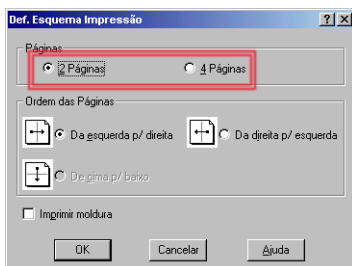 Def. Esquema Impressão
Páginas
2 Páginas 4 Páginas
Ordem das Páginas
Da esquerda p/ direita Da direita p/ esquerda
De cima p/ baixo
Imprimir moldura
OK Cancelar Ajuda